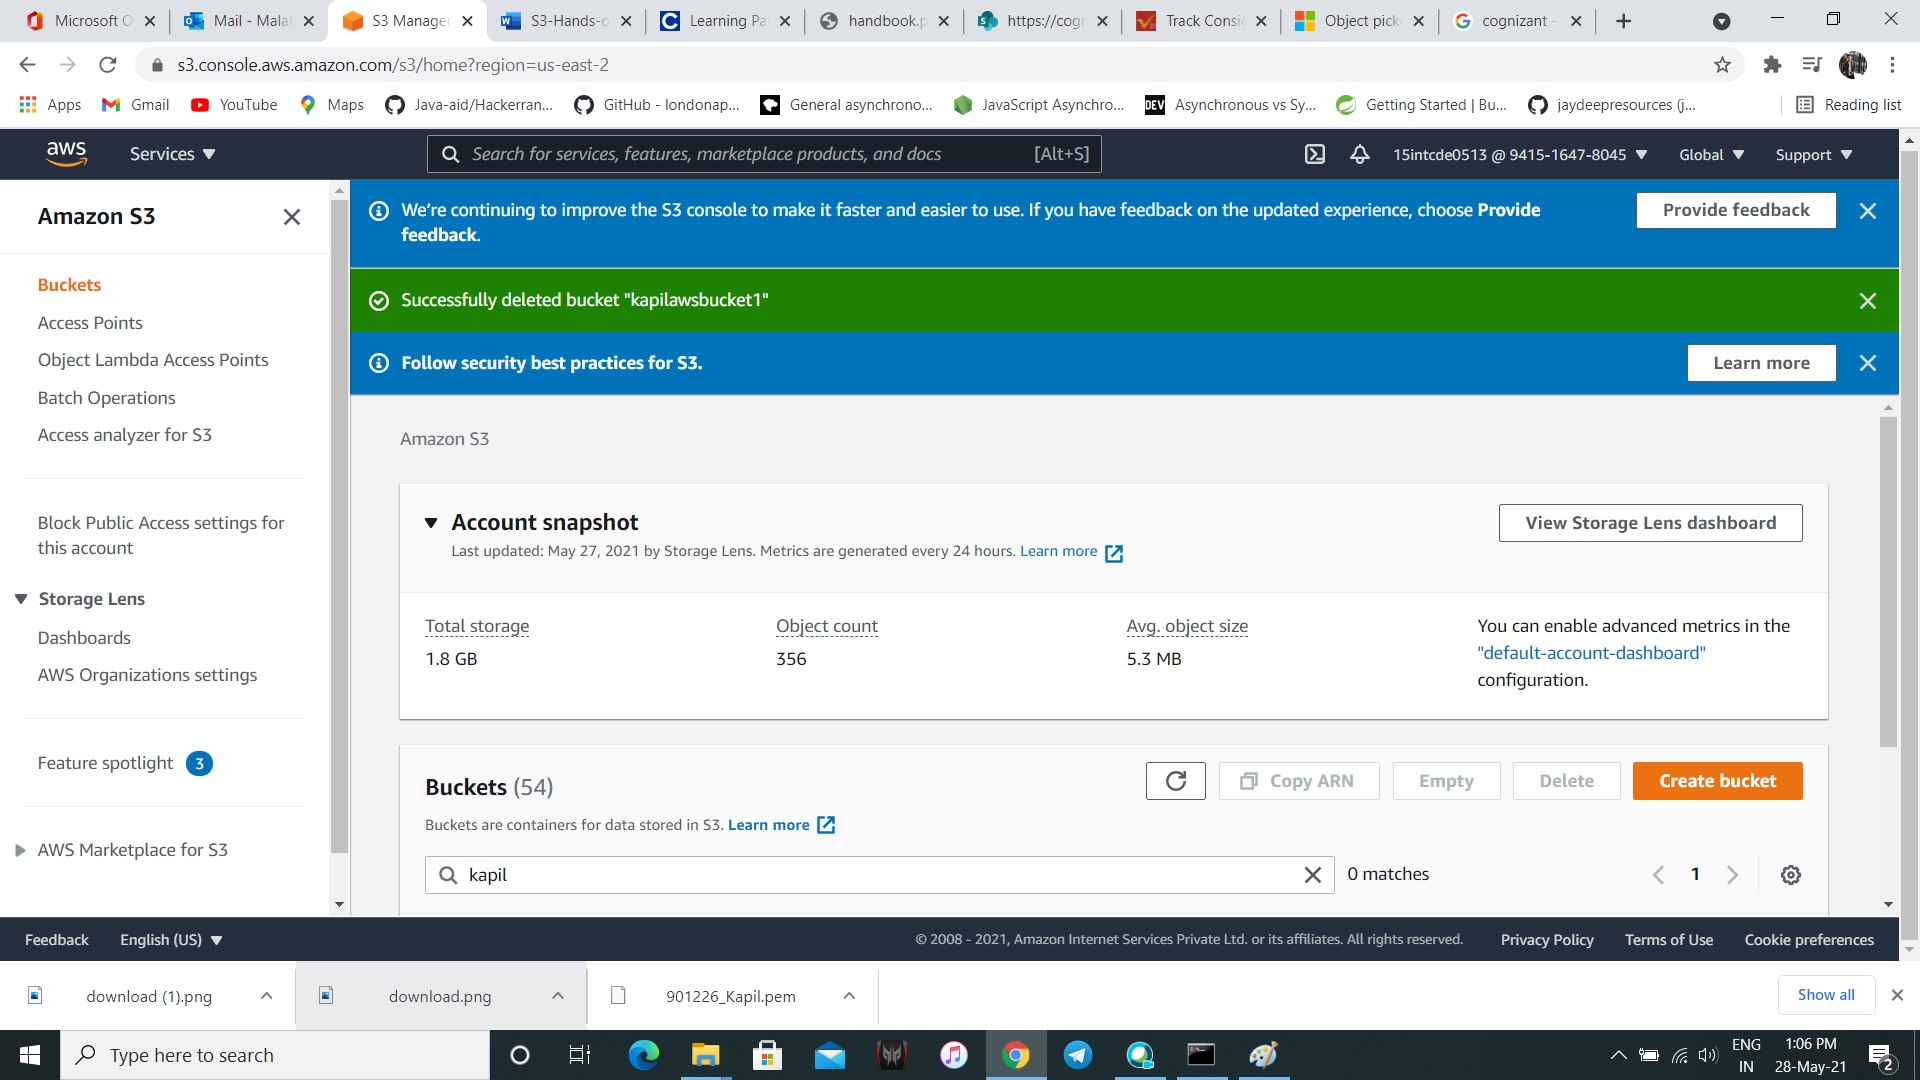 Microsoft O
Mail - Malal
S3 Manager
S3-Hands-o
Learning Pa
handbook.p
https://cogr
Track Consi
Object pick
cognizant -
s3.console.aws.amazon.com/s3/home?region=us-east-2
Apps
Gmail
YouTube
Maps
Java-aid/Hackerran...
GitHub - londonap...
General asynchrono...
JavaScript Asynchro...
DEV
Asynchronous vs Sy...
Getting Started | Bu...
jaydeepresources (j...
Reading list
aws
Services
Search for services, features, marketplace products, and docs
[Alt+S]
15intcde0513 @ 9415-1647-8045
Global
Support
Amazon S3
Buckets
Access Points
Object Lambda Access Points
Batch Operations
Access analyzer for S3
Block Public Access settings for
this account
Storage Lens
Dashboards
AWS Organizations settings
Feature spotlight 3
AWS Marketplace for S3
We're continuing to improve the S3 console to make it faster and easier to use. If you have feedback on the updated experience, choose Provide
feedback.
Provide feedback
Successfully deleted bucket "kapilawsbucket1"
Follow security best practices for S3.
Learn more
Amazon S3
Account snapshot
Last updated: May 27, 2021 by Storage Lens. Metrics are generated every 24 hours. Learn more
View Storage Lens dashboard
Total storage
1.8 GB
Object count
356
Avg. object size
5.3 MB
You can enable advanced metrics in the
"default-account-dashboard"
configuration.
Buckets (54)
Copy ARN
Empty
Delete
Create bucket
Buckets are containers for data stored in S3. Learn more
kapil
0 matches
1
Feedback
English (US)
© 2008 - 2021, Amazon Internet Services Private Ltd. or its affiliates. All rights reserved.
Privacy Policy
Terms of Use
Cookie preferences
download (1).png
download.png
901226_Kapil.pem
Show all
Type here to search
ENG
IN
1:06 PM
28-May-21
2